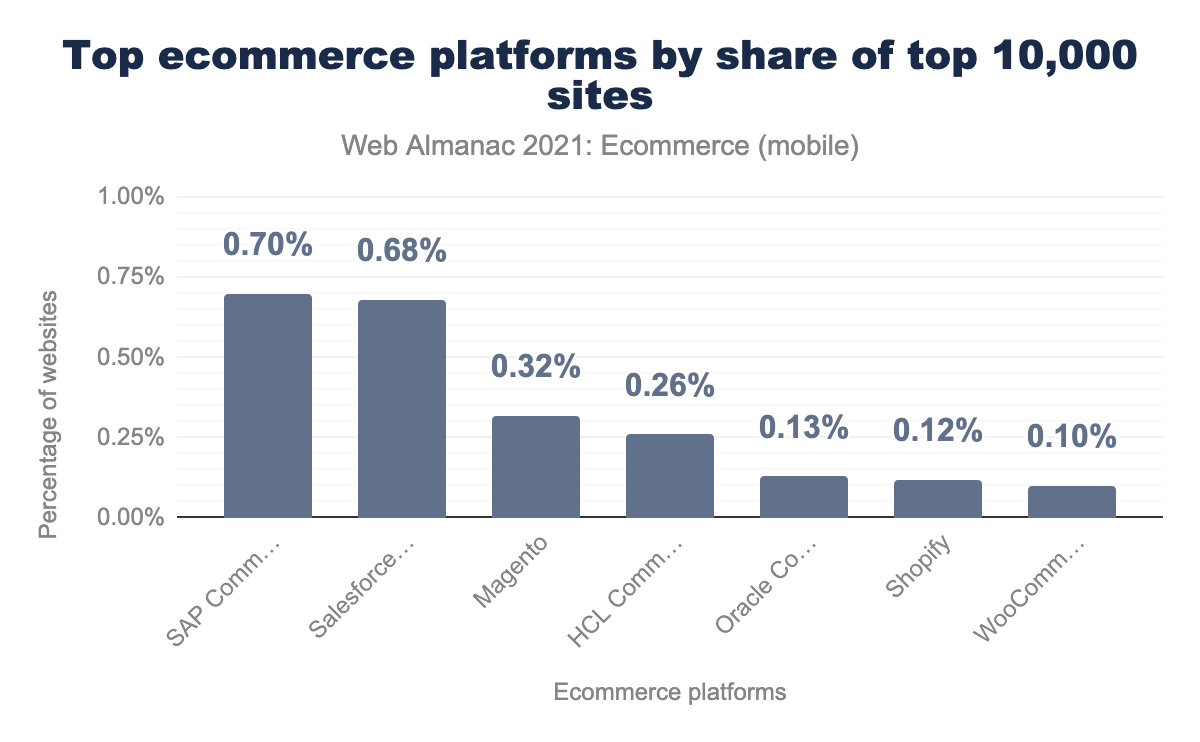 Top ecommerce platforms by share of top 10,000
sites
Web Almanac 2021: Ecommerce (mobile)
Percentage of websites
1.00%
0.75%
0.50%
0.25%
0.00%
0.70%
0.68%
0.32%
0.26%
0.13%
0.12%
0.10%
SAP Comm...
Salesforce...
Magento
HCL Comm...
Oracle Co...
Shopify
WooComm...
Ecommerce platforms